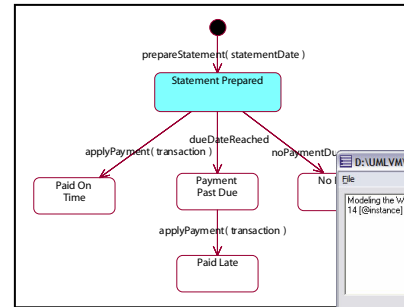 prepareStatement( statementDate )
Statement Prepared
dueDateReached
applyPayment( transaction )
noPaymentDu
Paid On
Time
Payment
Past Due
No
D:\UMLVM
File
Modeling the W
14 [@instance]
applyPayment( transaction )
Paid Late